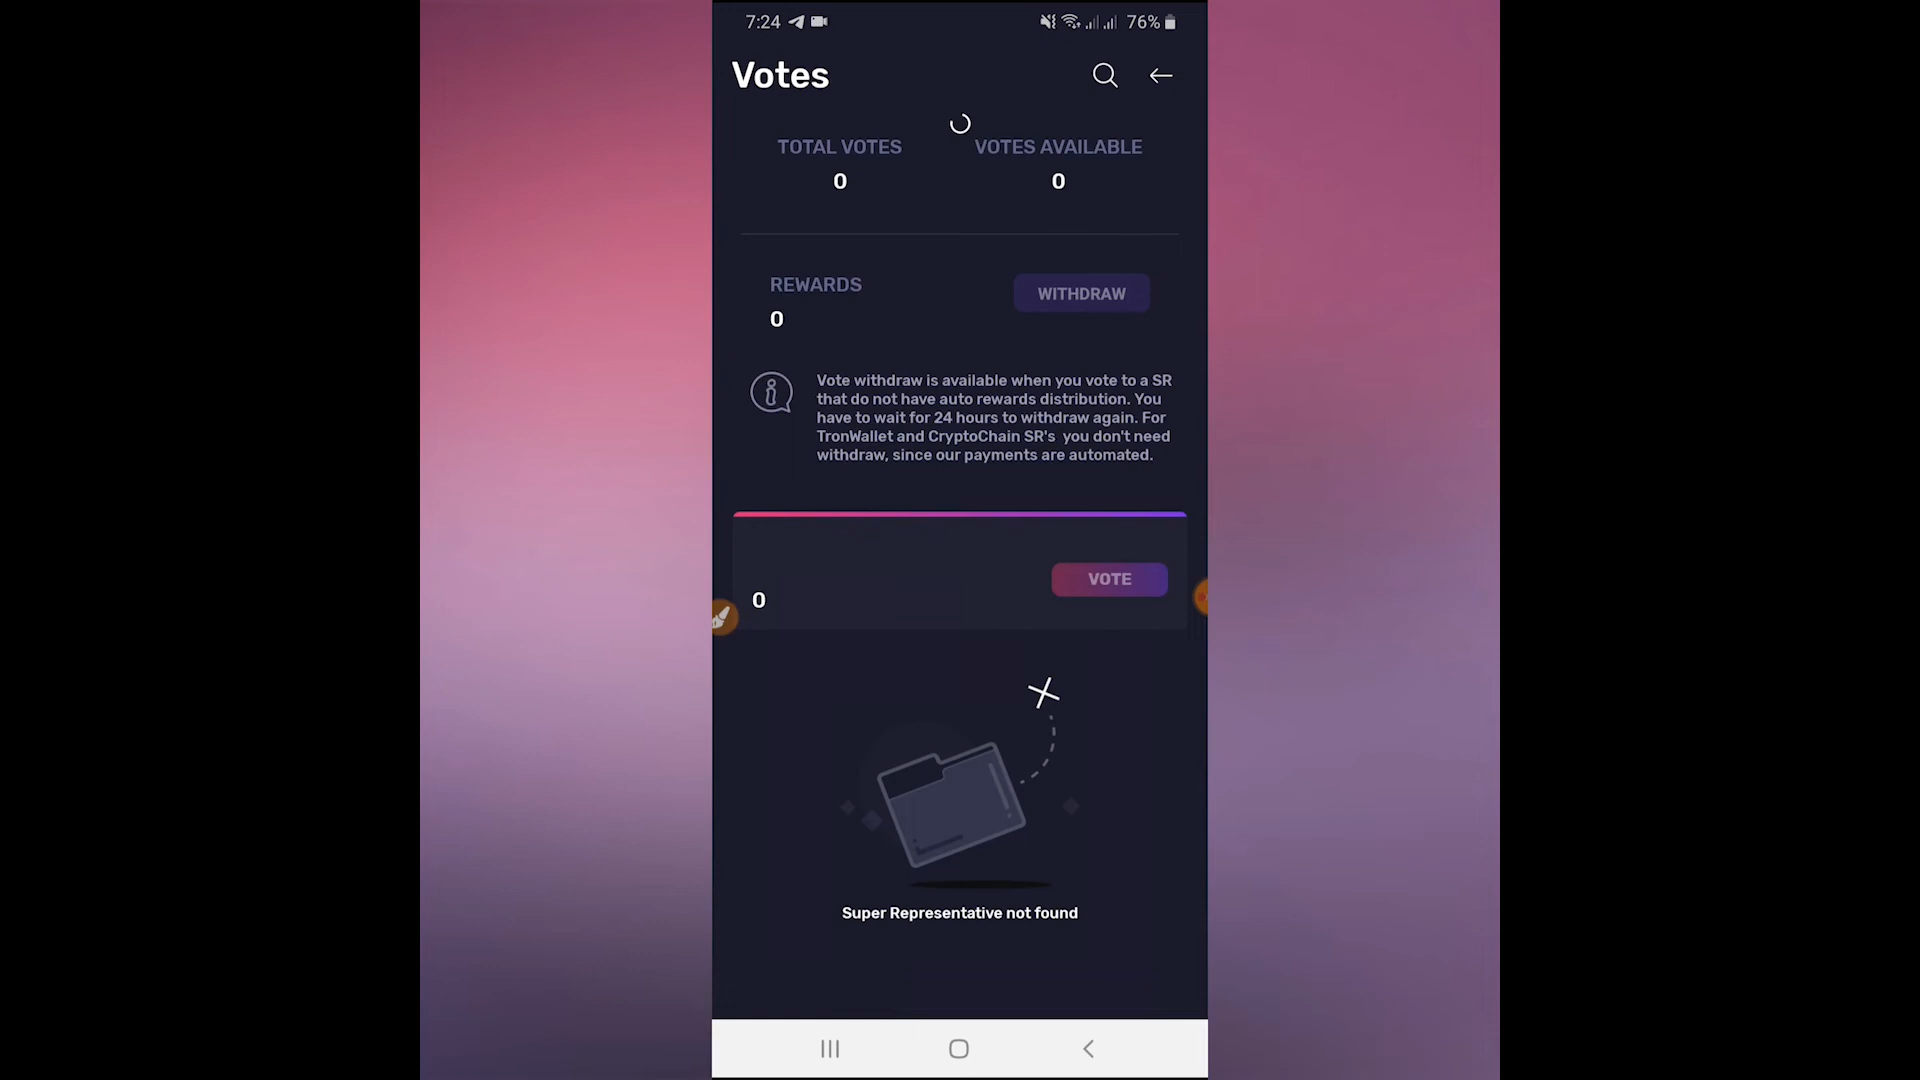 7:24
76%
Votes
TOTAL VOTES
VOTES AVAILABLE
0
0
REWARDS
WITHDRAW
0
Vote withdraw is available when you vote to a SR
that do not have auto rewards distribution. You
have to wait for 24 hours to withdraw again. For
TronWallet and CryptoChain SR's you don't need
withdraw, since our payments are automated.
VOTE
0
Super Representative not found